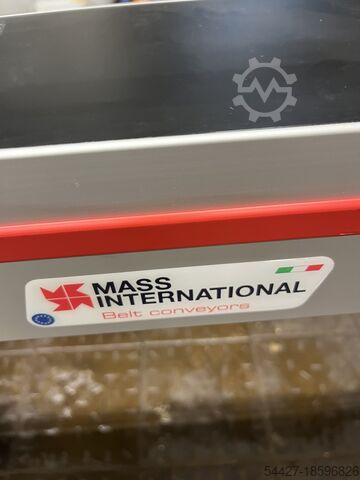 MASS
INTERNATIONAL
Belt conveyors
54427-18596826